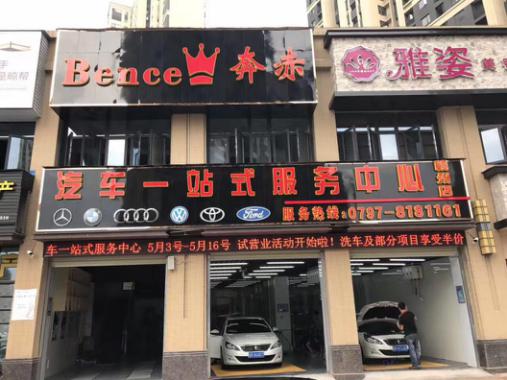 Bence 奔赤
雅姿
汽车一站式服务中心
赣州店
Ford
服务热线:0797-8181161
车一站式服务中心 5月3号-5月16号 试营业活动开始啦！洗车及部分项目享受半价